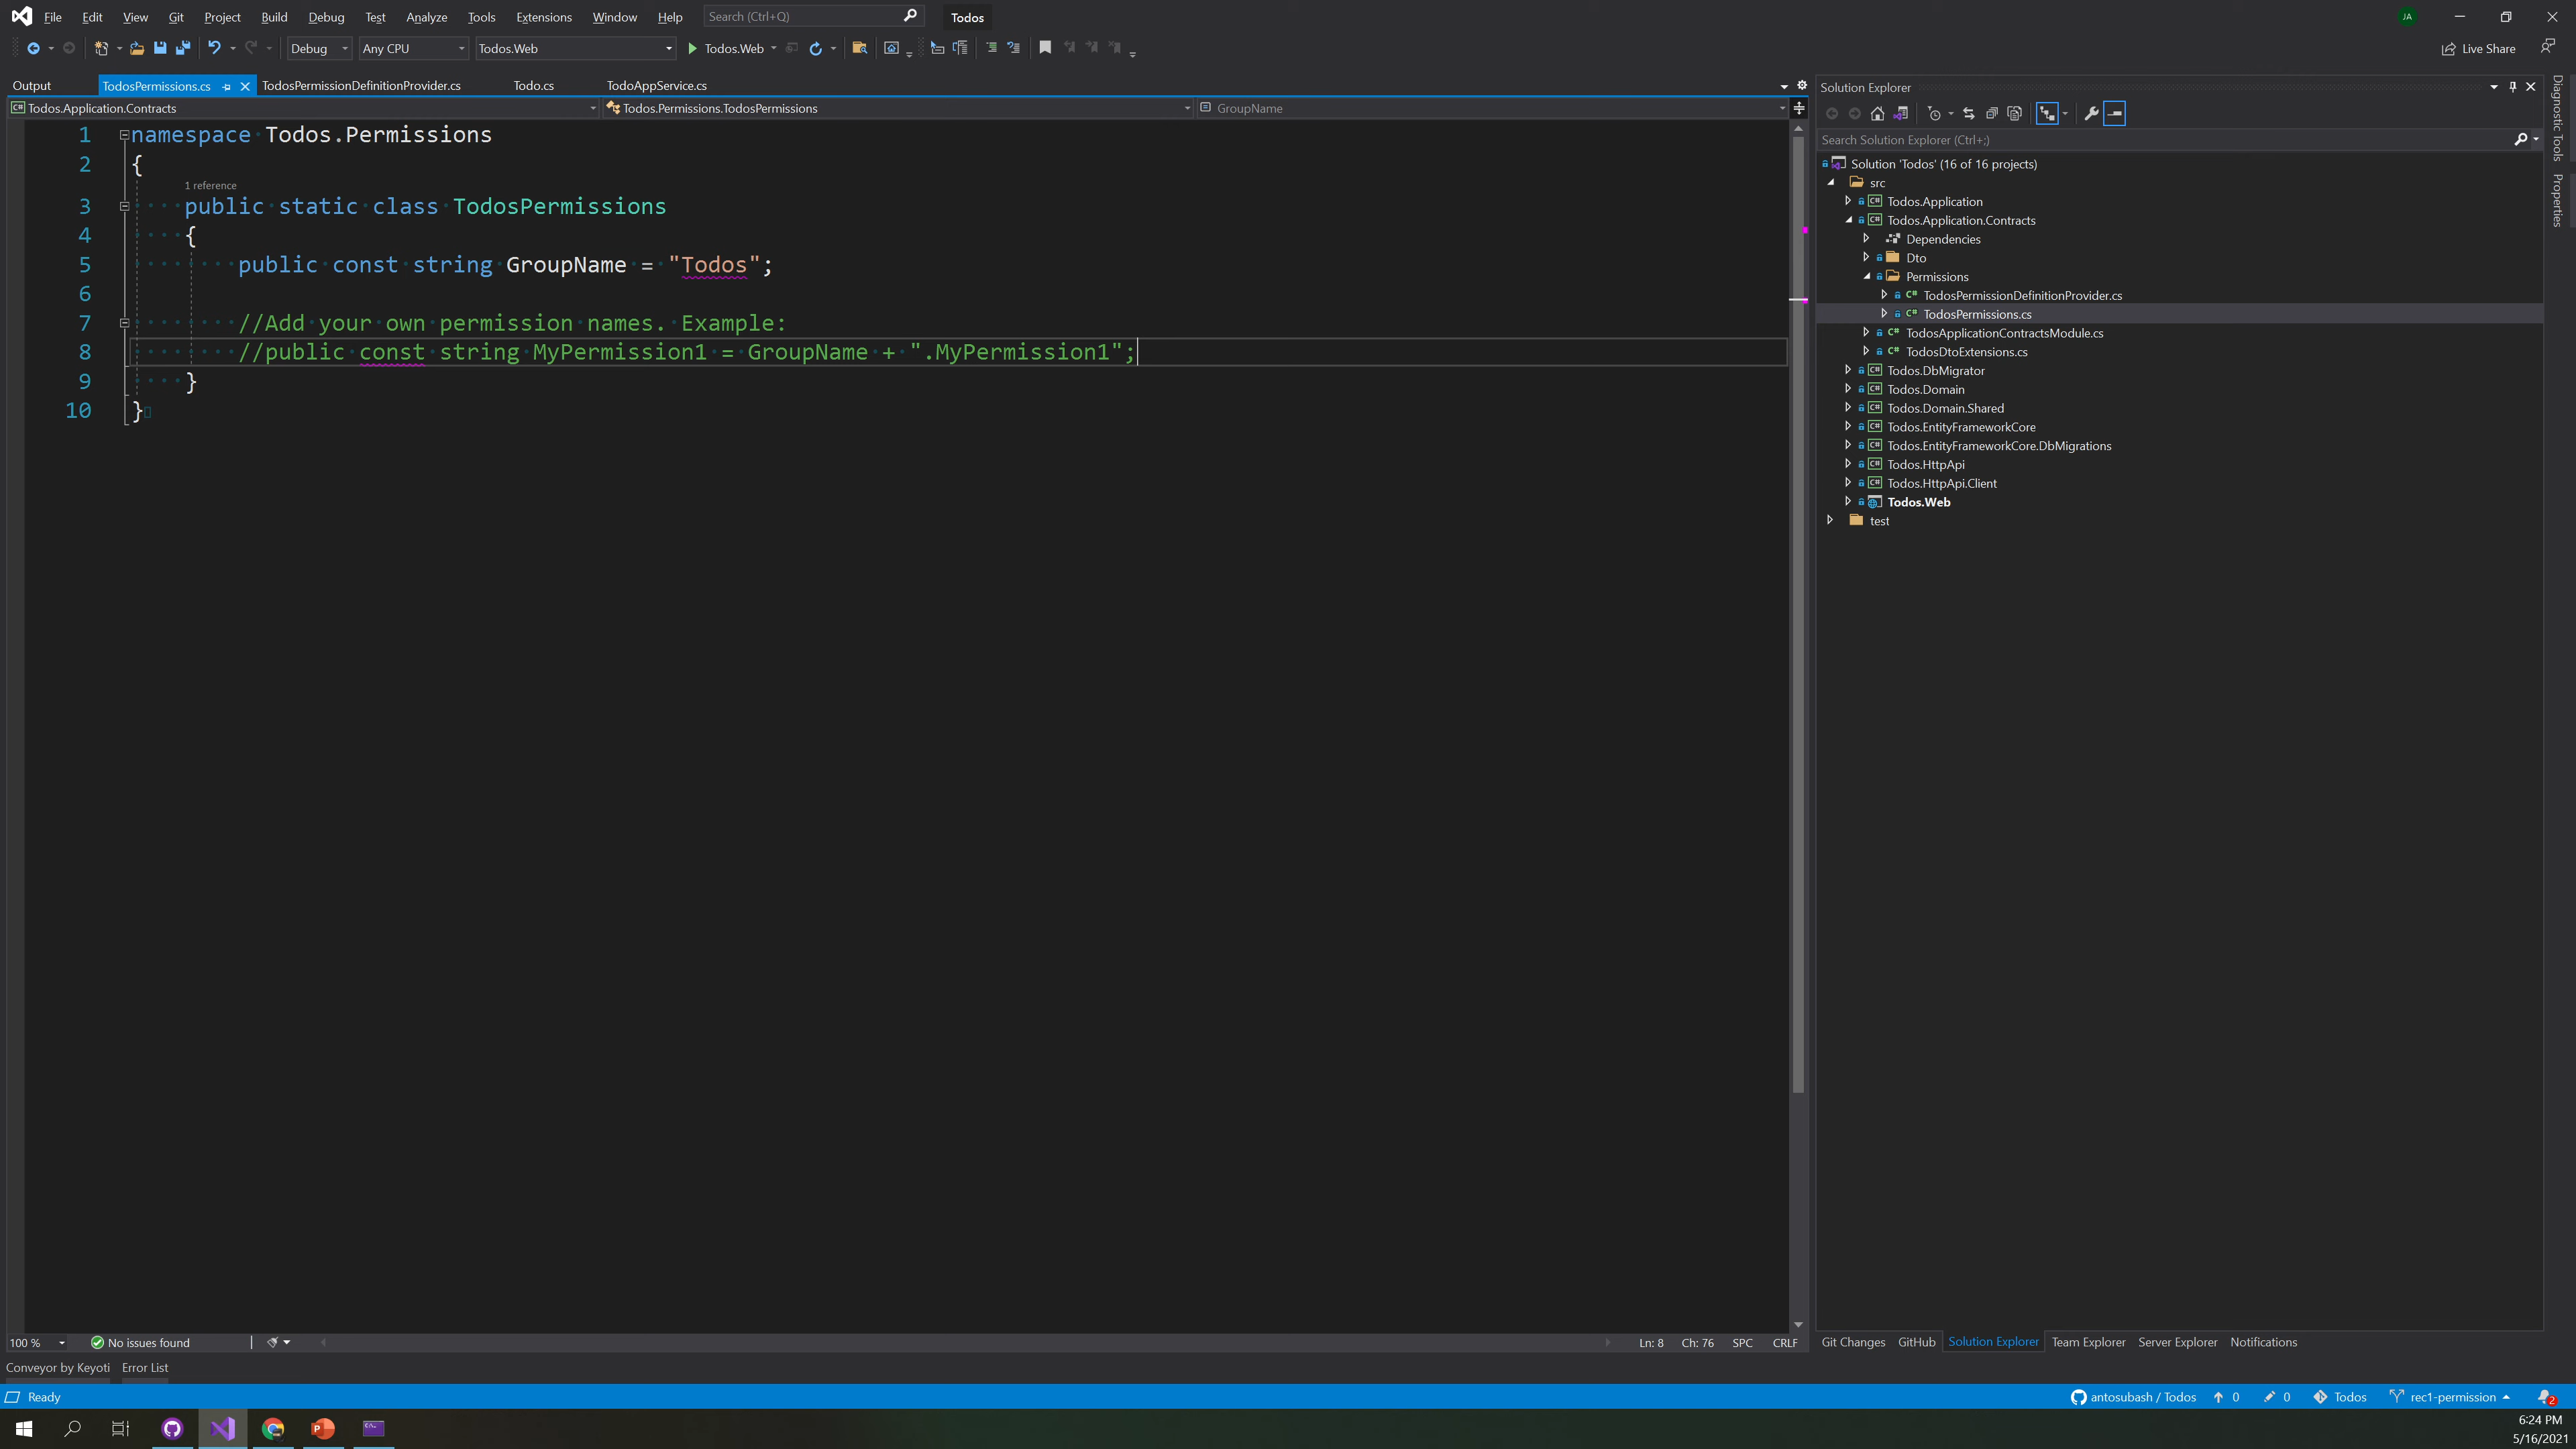 File Edit View Git Project Build Debug Test Analyze Tools Extensions Window Help Search (Ctrl+Q) Todos JA
Debug Any CPU Todos.Web Todos.Web Live Share
Output TodosPermissions.cs TodosPermissionDefinitionProvider.cs Todo.cs TodoAppService.cs
Todos.Application.Contracts Todos.Permissions.TodosPermissions GroupName
1 namespace Todos.Permissions
2 {
1 reference
3 public static class TodosPermissions
4 {
5 public const string GroupName = "Todos";
6
7 //Add your own permission names. Example:
8 //public const string MyPermission1 = GroupName + ".MyPermission1";
9 }
10 }
Solution Explorer
Search Solution Explorer (Ctrl+;)
Solution 'Todos' (16 of 16 projects)
src
Todos.Application
Todos.Application.Contracts
Dependencies
Dto
Permissions
TodosPermissionDefinitionProvider.cs
TodosPermissions.cs
TodosApplicationContractsModule.cs
TodosDtoExtensions.cs
Todos.DbMigrator
Todos.Domain
Todos.Domain.Shared
Todos.EntityFrameworkCore
Todos.EntityFrameworkCore.DbMigrations
Todos.HttpApi
Todos.HttpApi.Client
Todos.Web
test
Diagnostic Tools
Properties
100 % No issues found Ln: 8 Ch: 76 SPC CRLF
Git Changes GitHub Solution Explorer Team Explorer Server Explorer Notifications
Conveyor by Keyoti Error List
Ready antosubash / Todos 0 0 Todos rec1-permission 2
6:24 PM
5/16/2021